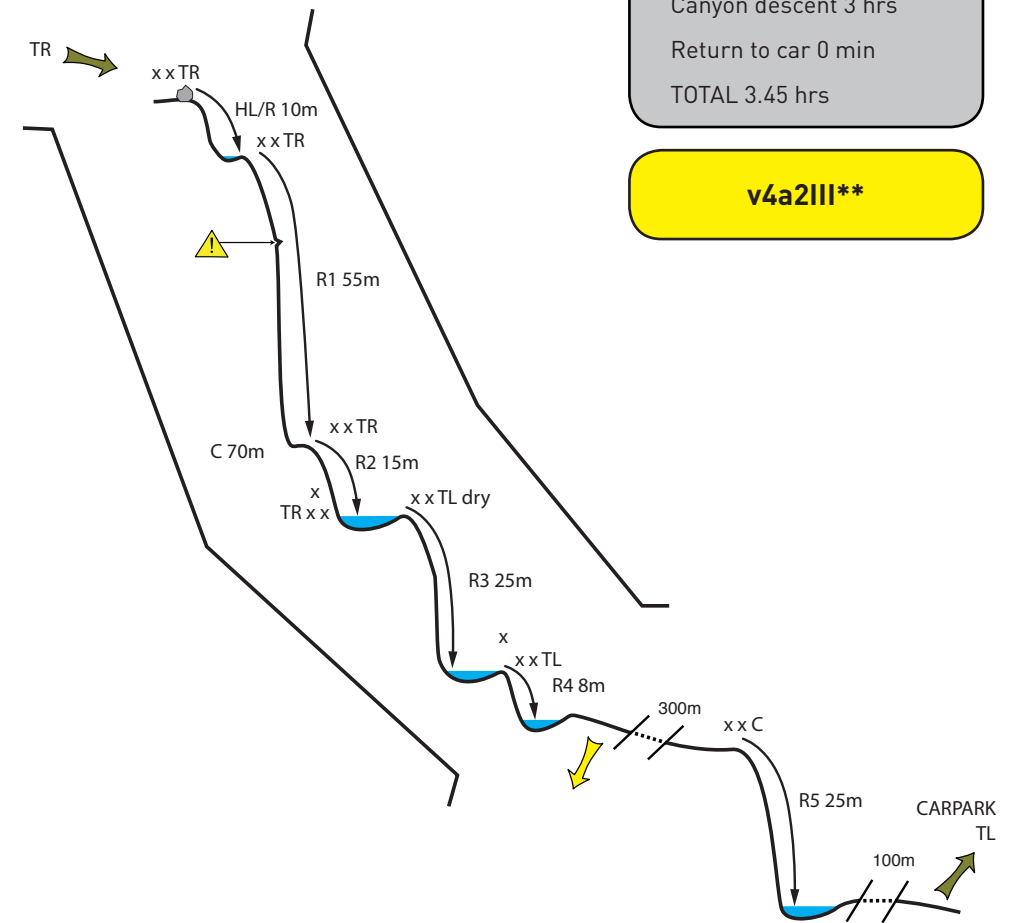 Canyon descent 3 hrs
Return to car 0 min
TOTAL 3.45 hrs
v4a2III**
TR
x x TR
HL/R 10m
x x TR
!
R1 55m
x x TR
C 70m
R2 15m
x
TR x x
x x TL dry
R3 25m
x
x x TL
R4 8m
300m
x x C
R5 25m
CARPARK
TL
100m